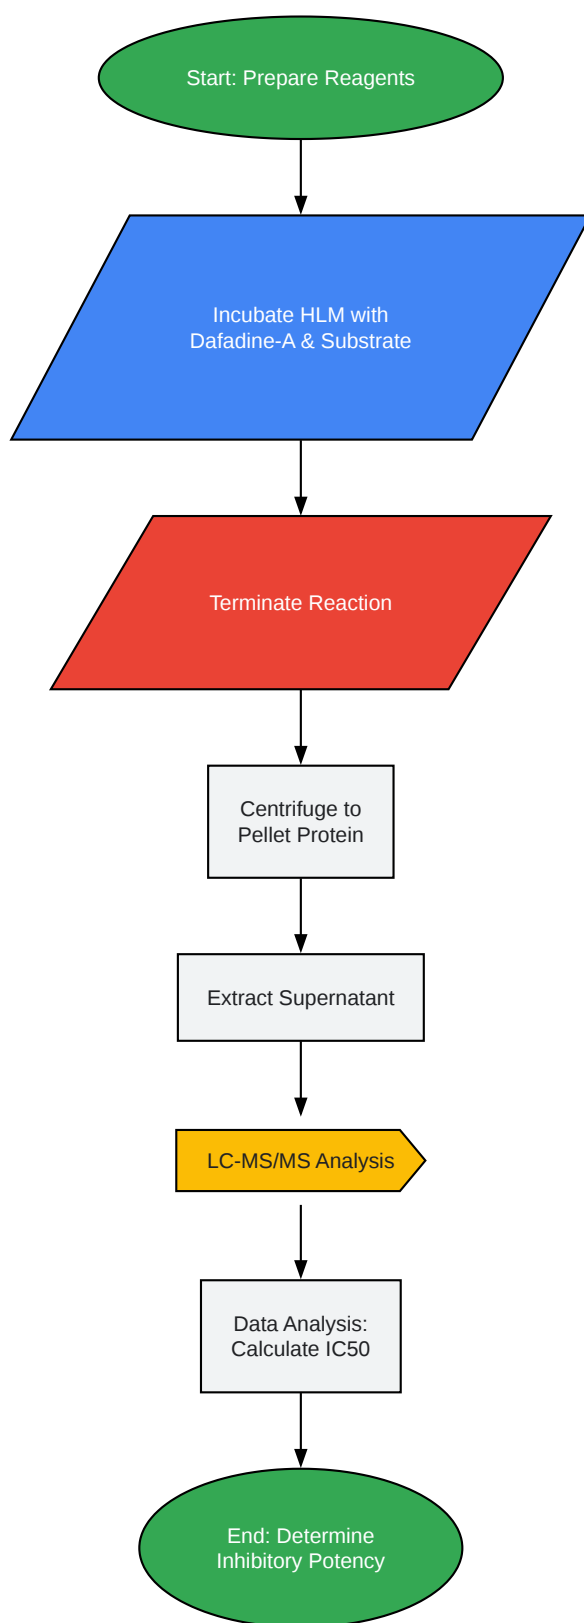 Start: Prepare Reagents
Incubate HLM with
Dafadine-A & Substrate
Terminate Reaction
Centrifuge to
Pellet Protein
Extract Supernatant
LC-MS/MS Analysis
Data Analysis:
Calculate IC50
End: Determine
Inhibitory Potency